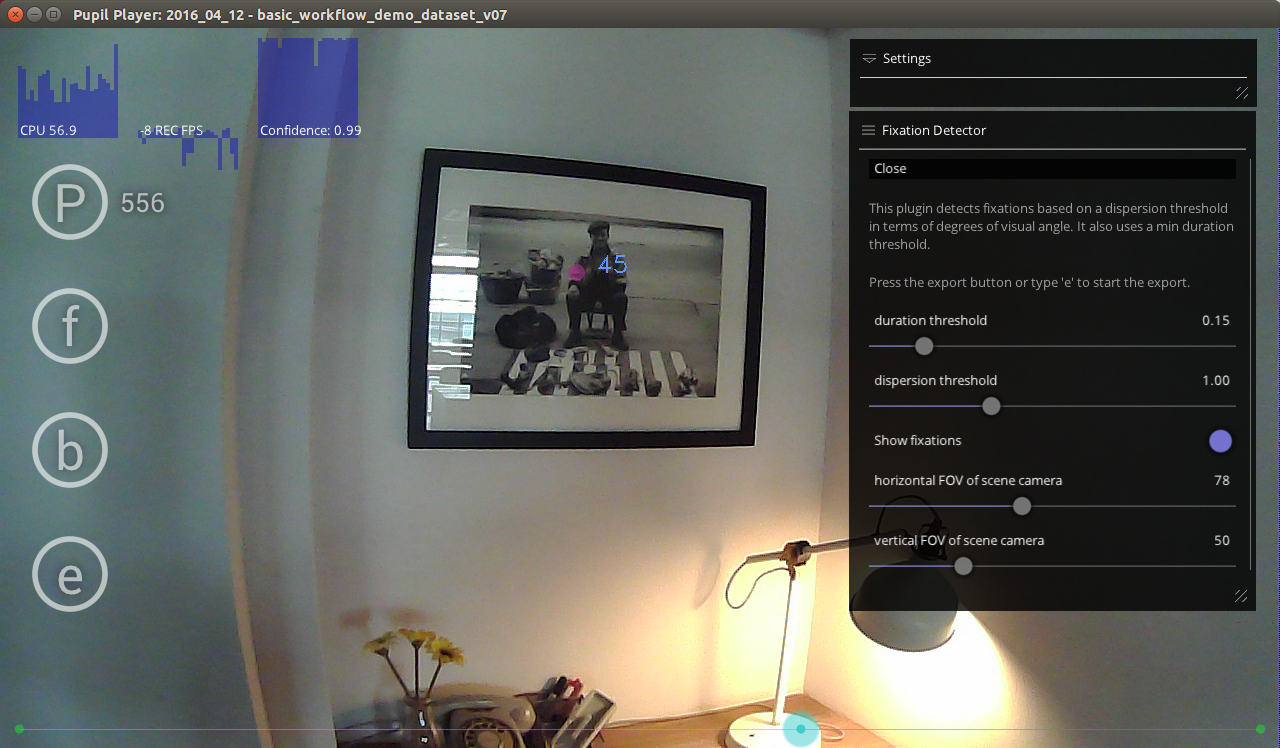 Pupil Player: 2016_04_12 - basic_workflow_demo_dataset_v07
CPU 56.9
-8 REC FPS
Confidence: 0.99
P
556
f
b
e
45
Settings
Fixation Detector
Close
This plugin detects fixations based on a dispersion threshold
in terms of degrees of visual angle. It also uses a min duration
threshold.
Press the export button or type 'e' to start the export.
duration threshold 0.15
dispersion threshold 1.00
Show fixations
horizontal FOV of scene camera 78
vertical FOV of scene camera 50